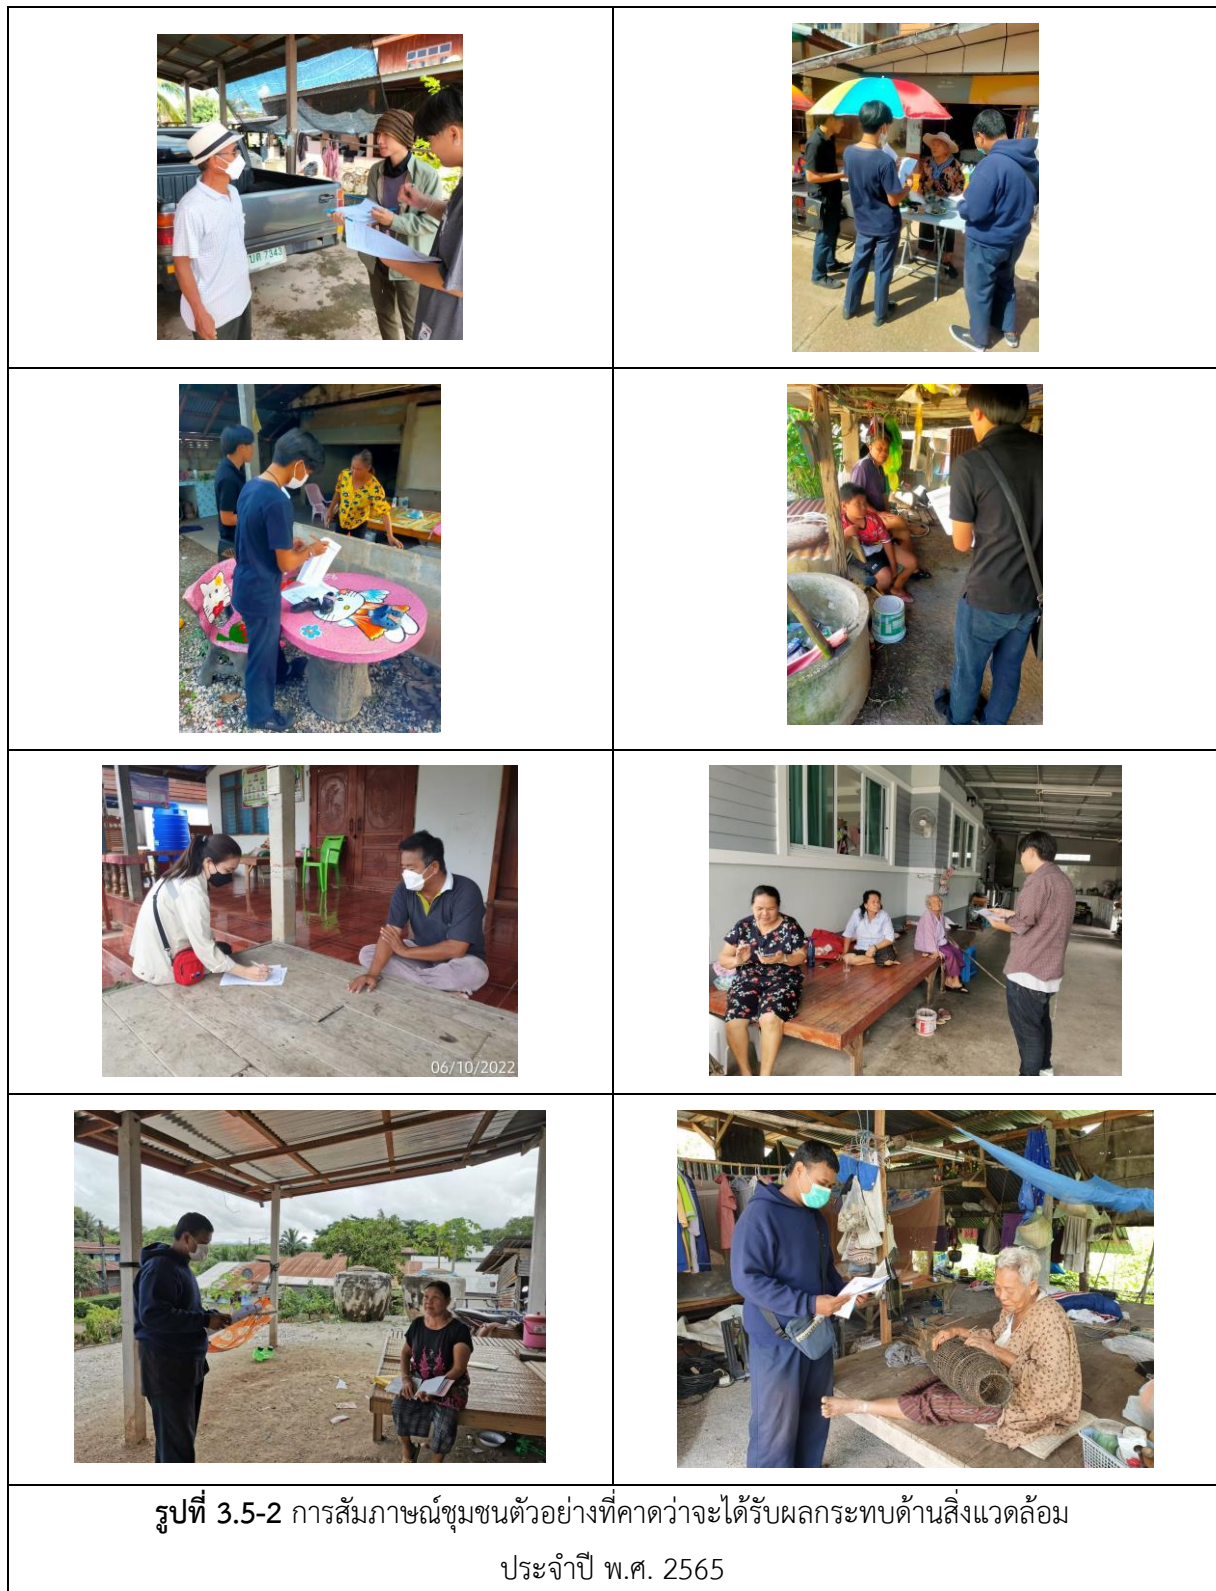 บต 7343
06/10/2022
รูปที่ 3.5-2 การสัมภาษณ์ชุมชนตัวอย่างที่คาดว่าจะได้รับผลกระทบด้านสิ่งแวดล้อม
ประจำปี พ.ศ. 2565